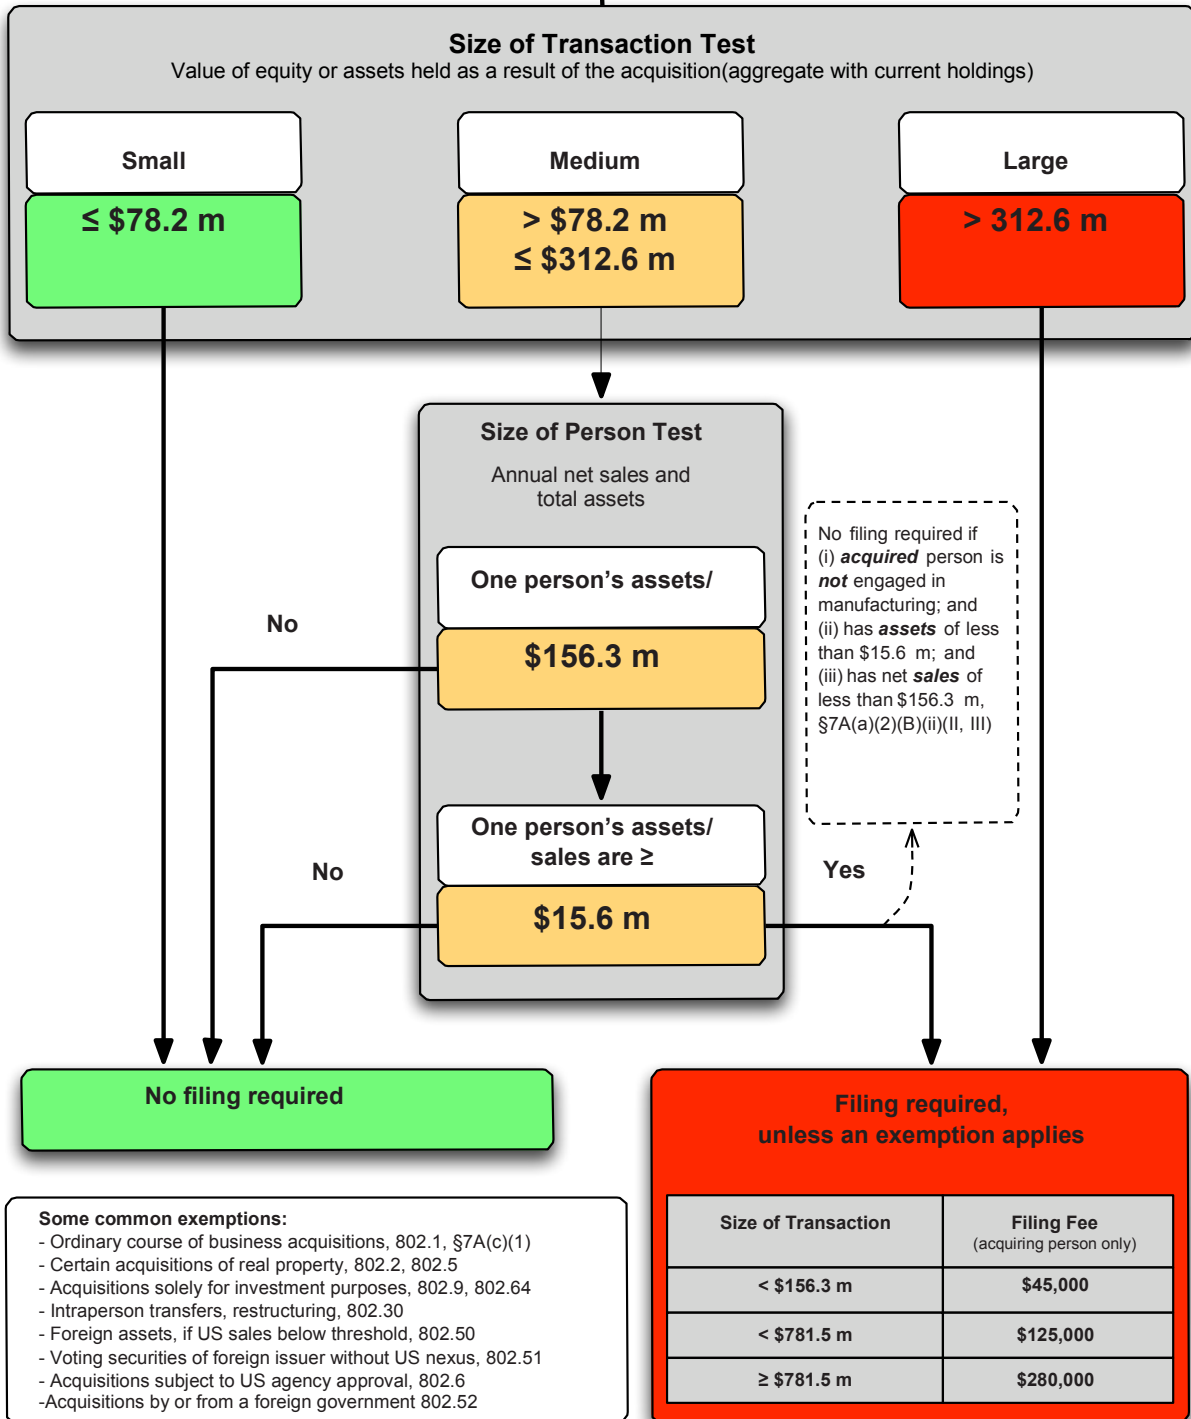 Size of Transaction Test
Value of equity or assets held as a result of the acquisition(aggregate with current holdings)
Small
≤ $78.2 m
Medium
> $78.2 m
≤ $312.6 m
Large
> 312.6 m
Size of Person Test
Annual net sales and
total assets
One person's assets/
$156.3 m
No
One person's assets/
sales are ≥
$15.6 m
No
Yes
No filing required if
(i) acquired person is
not engaged in
manufacturing; and
(ii) has assets of less
than $15.6 m; and
(iii) has net sales of
less than $156.3 m,
§7A(a)(2)(B)(ii)(II, III)
No filing required
Filing required,
unless an exemption applies
Size of Transaction
Filing Fee
(acquiring person only)
< $156.3 m
$45,000
< $781.5 m
$125,000
≥ $781.5 m
$280,000
Some common exemptions:
- Ordinary course of business acquisitions, 802.1, §7A(c)(1)
- Certain acquisitions of real property, 802.2, 802.5
- Acquisitions solely for investment purposes, 802.9, 802.64
- Intraperson transfers, restructuring, 802.30
- Foreign assets, if US sales below threshold, 802.50
- Voting securities of foreign issuer without US nexus, 802.51
- Acquisitions subject to US agency approval, 802.6
-Acquisitions by or from a foreign government 802.52